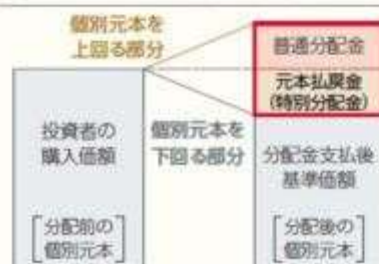 個別元本を
上回る部分
普通分配金
元本払戻金
(特別分配金)
投資者の
購入価額
個別元本を
下回る部分
分配金支払後
基準価額
[分配前の
個別元本]
[分配後の
個別元本]